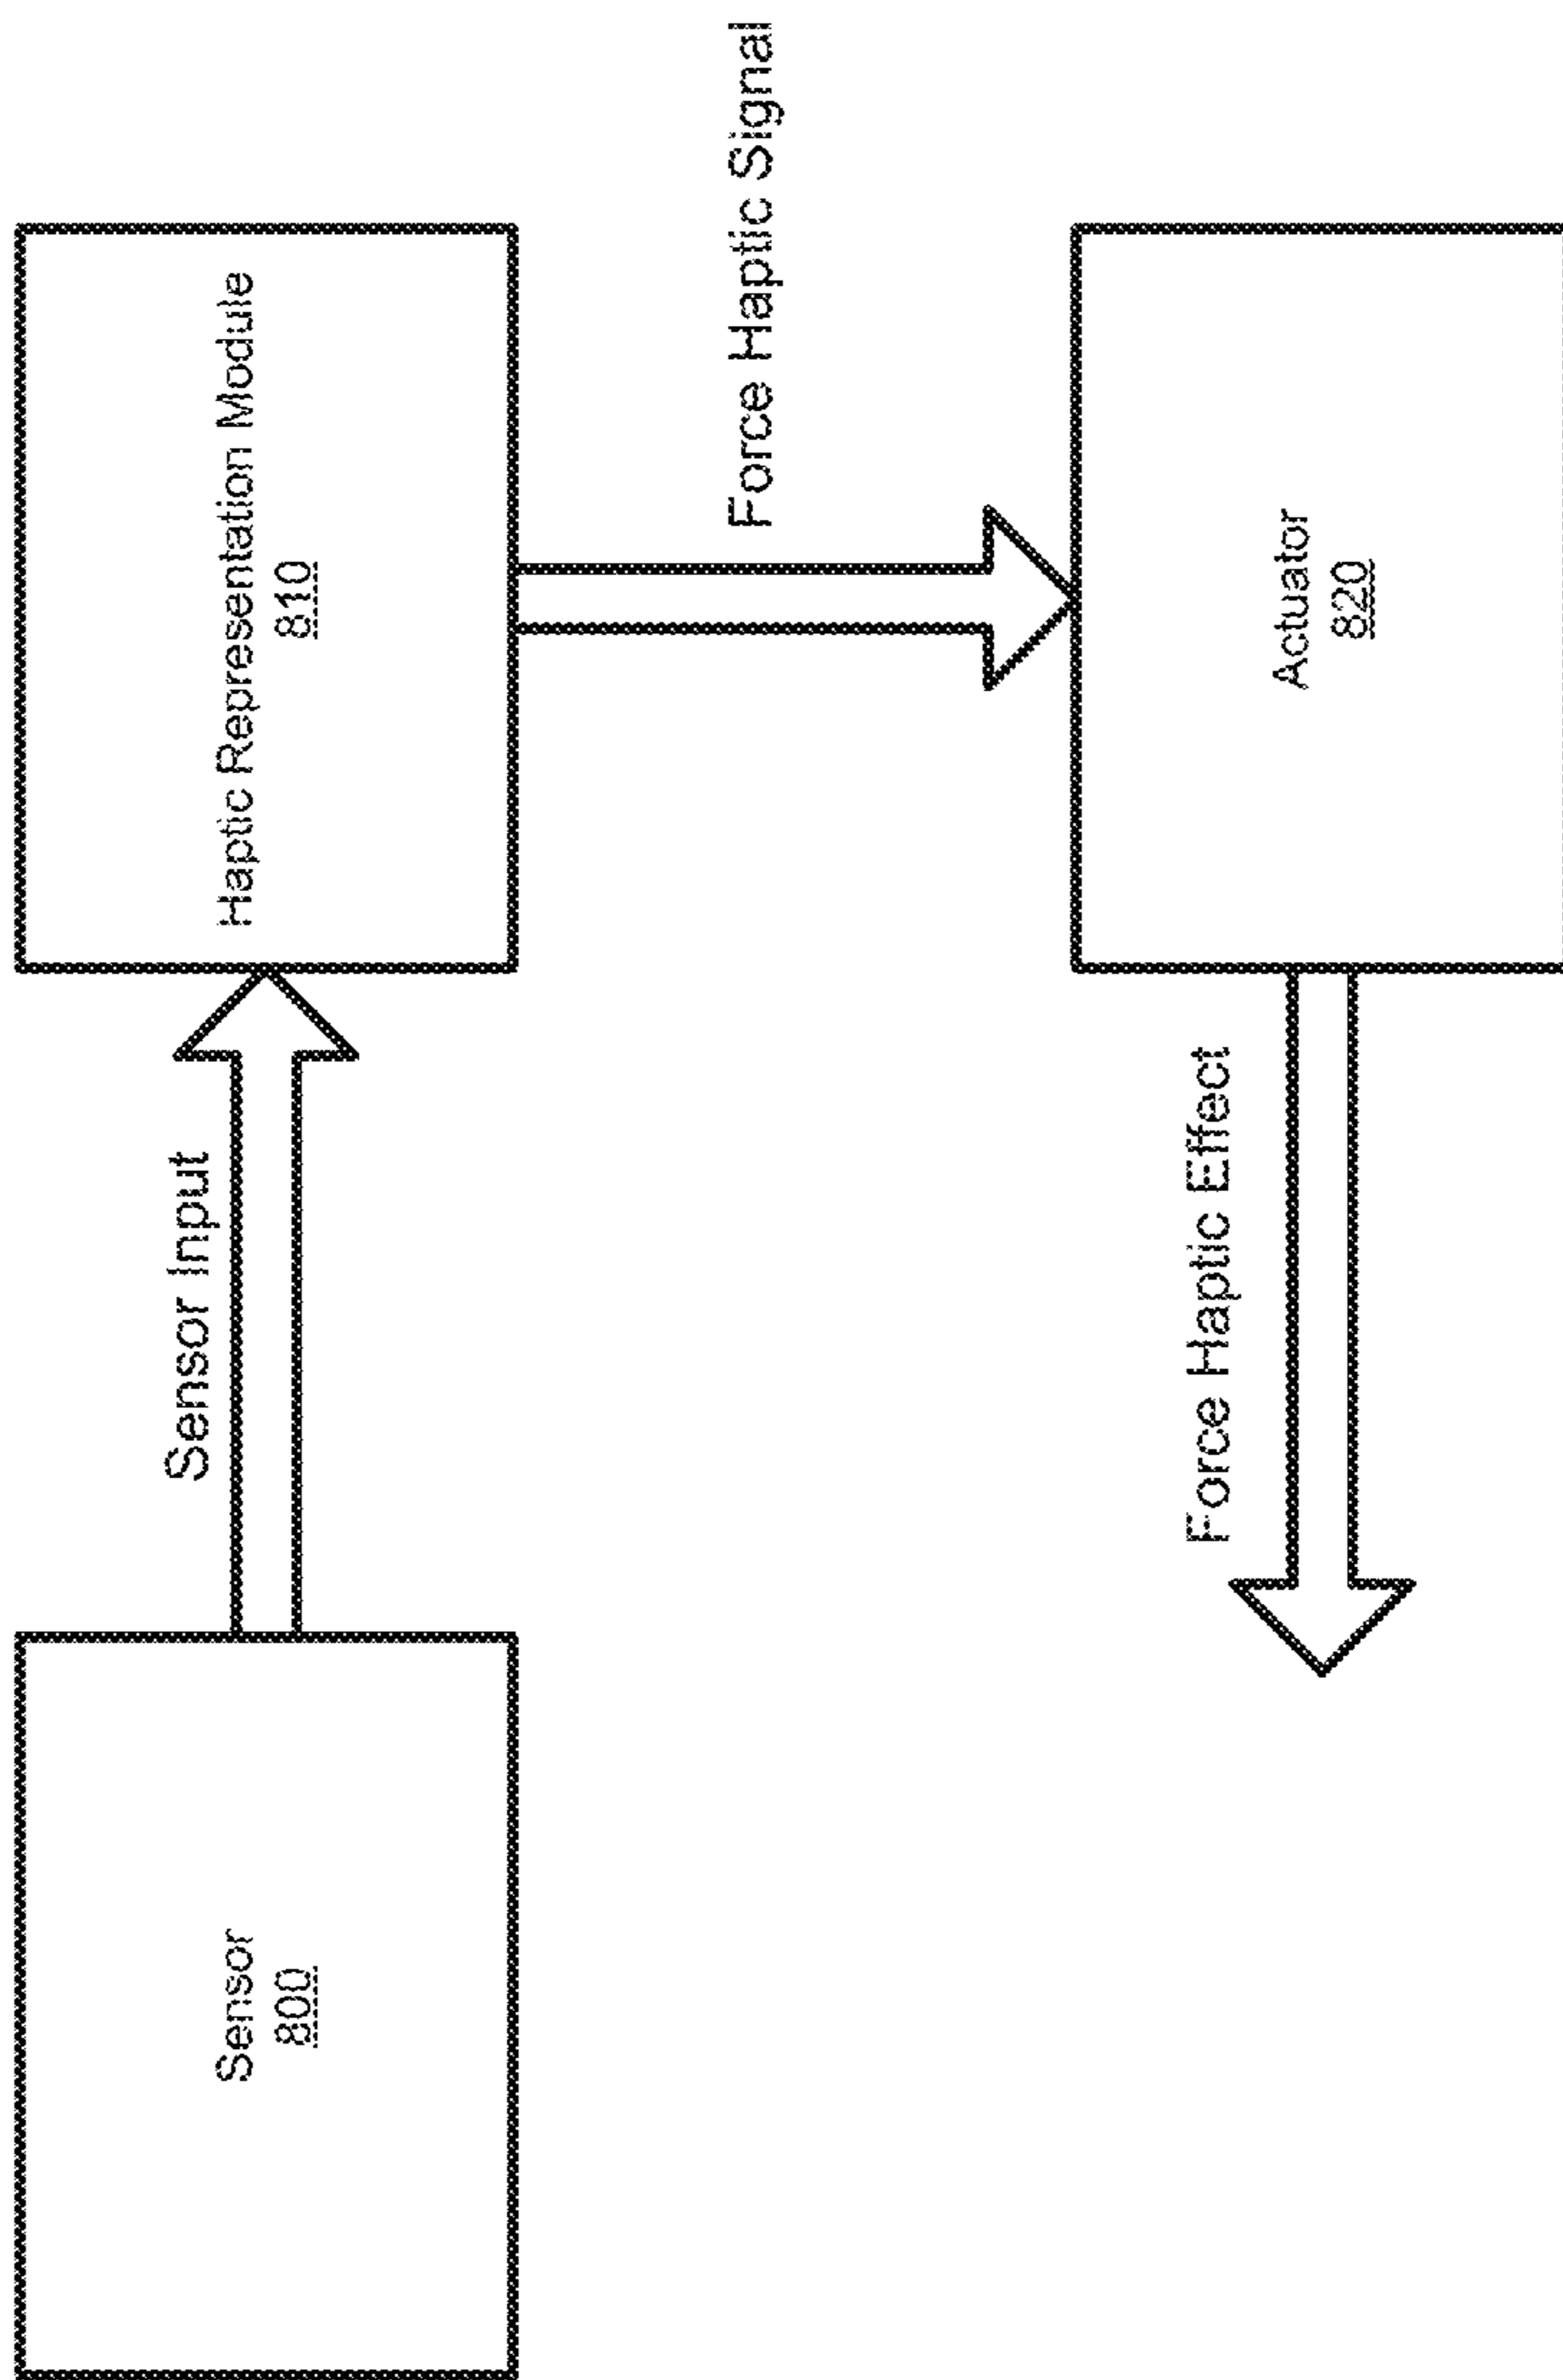 Sensor
800
Sensor Input
Haptic Representation Module
810
Force Haptic Signal
Actuator
820
Force Haptic Effect